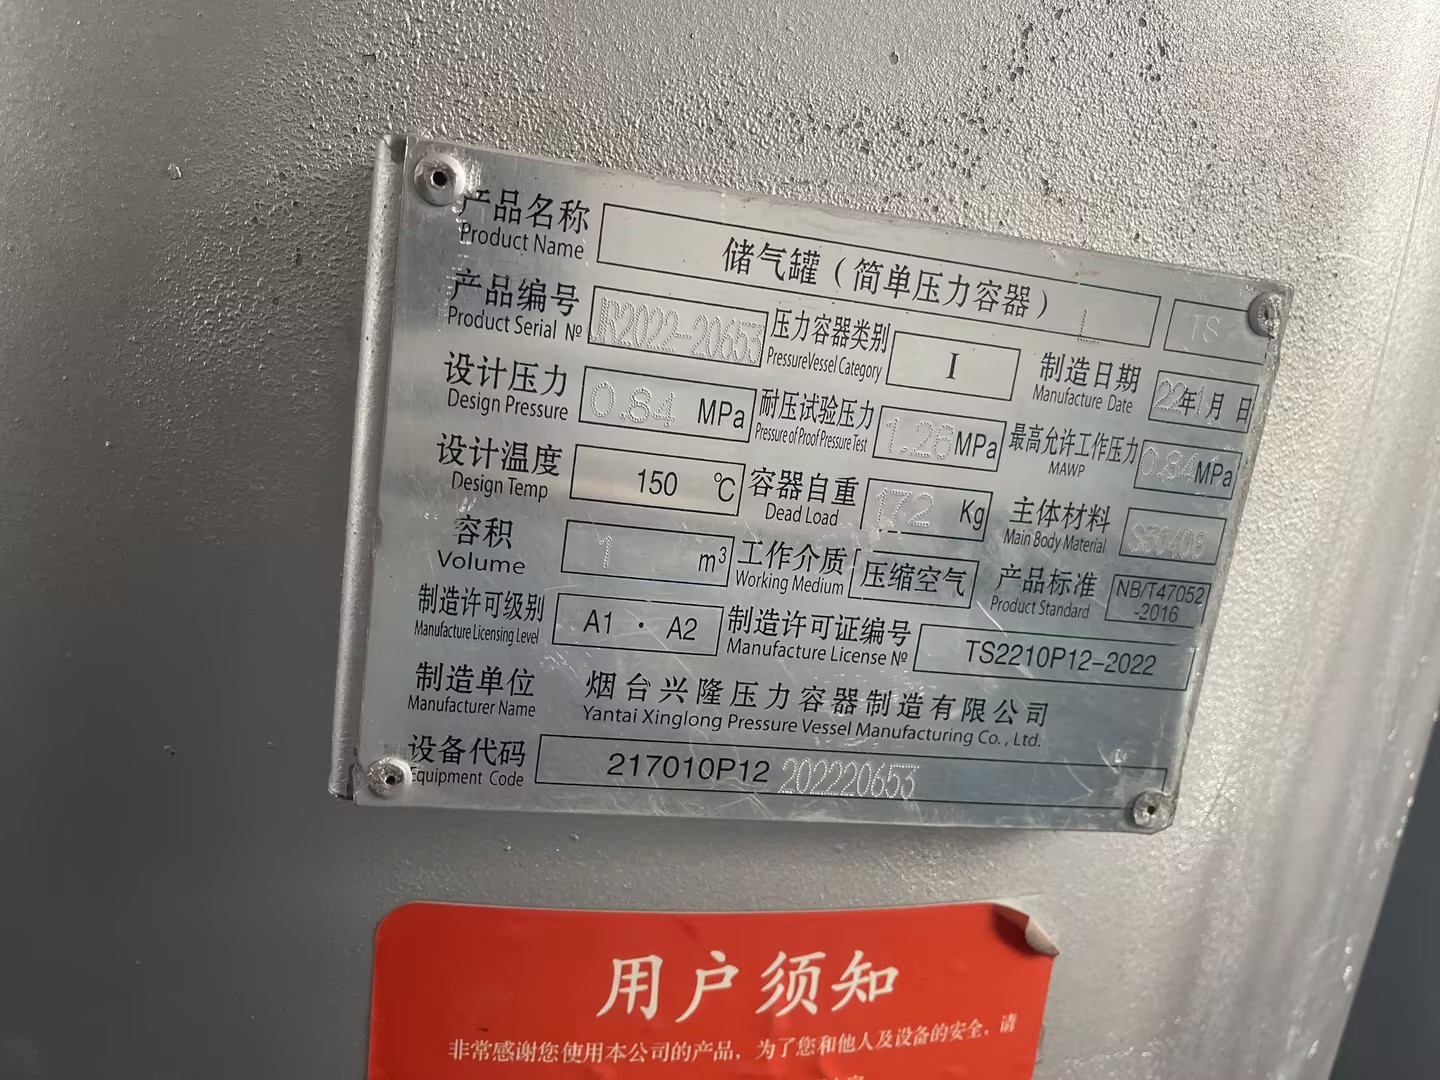 产品名称 储气罐（简单压力容器） TS
Product Name
产品编号 R2022-20653 压力容器类别 I 制造日期 22年1月 日
Product Serial № PressureVessel Category Manufacture Date
设计压力 0.84 MPa 耐压试验压力 1.26 MPa 最高允许工作压力 0.84 MPa
Design Pressure Pressure of Proof Pressure Test MAWP
设计温度 150 ℃ 容器自重 172 Kg 主体材料 S30408
Design Temp Dead Load Main Body Material
容积 1 m³ 工作介质 压缩空气 产品标准 NB/T47052
Volume Working Medium Product Standard -2016
制造许可级别 A1 · A2 制造许可证编号 TS2210P12-2022
Manufacture Licensing Level Manufacture License №
制造单位 烟台兴隆压力容器制造有限公司
Manufacturer Name Yantai Xinglong Pressure Vessel Manufacturing Co., Ltd.
设备代码 217010P12 202220653
Equipment Code
用户须知
非常感谢您使用本公司的产品，为了您和他人及设备的安全，请